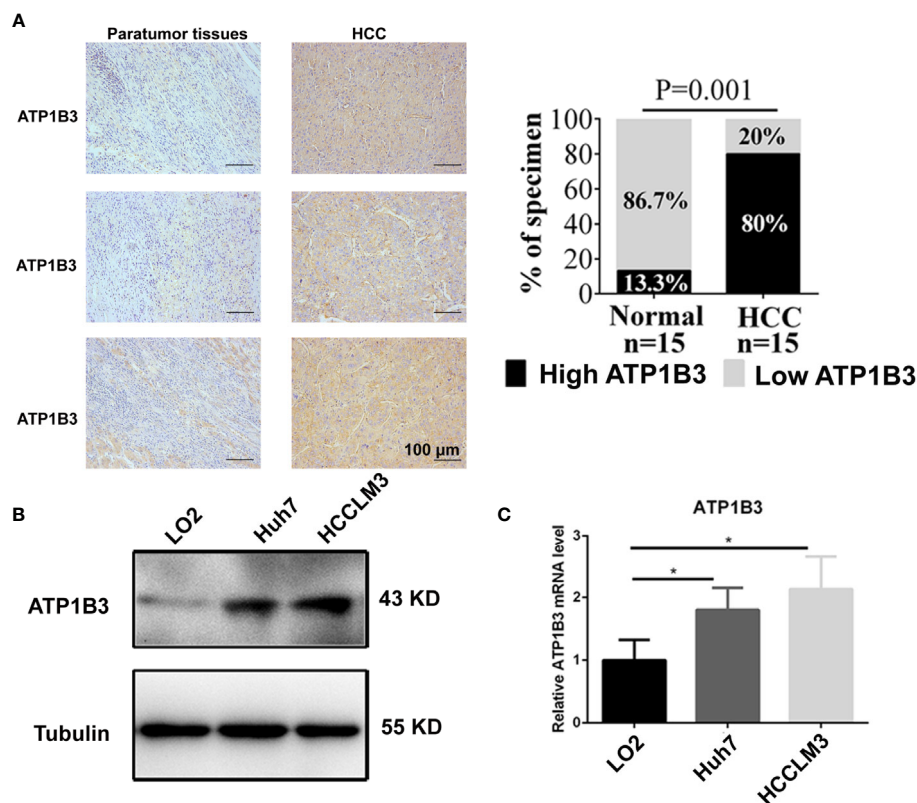 A
Paratumor tissues HCC
ATP1B3
ATP1B3
ATP1B3
100 µm
P=0.001
% of specimen
100
80
60
40
20
0
86.7%
13.3%
20%
80%
Normal HCC
n=15 n=15
High ATP1B3 Low ATP1B3
B
LO2 Huh7 HCCLM3
ATP1B3 43 KD
Tubulin 55 KD
C
ATP1B3
Relative ATP1B3 mRNA level
3
2
1
0
*
*
LO2 Huh7 HCCLM3